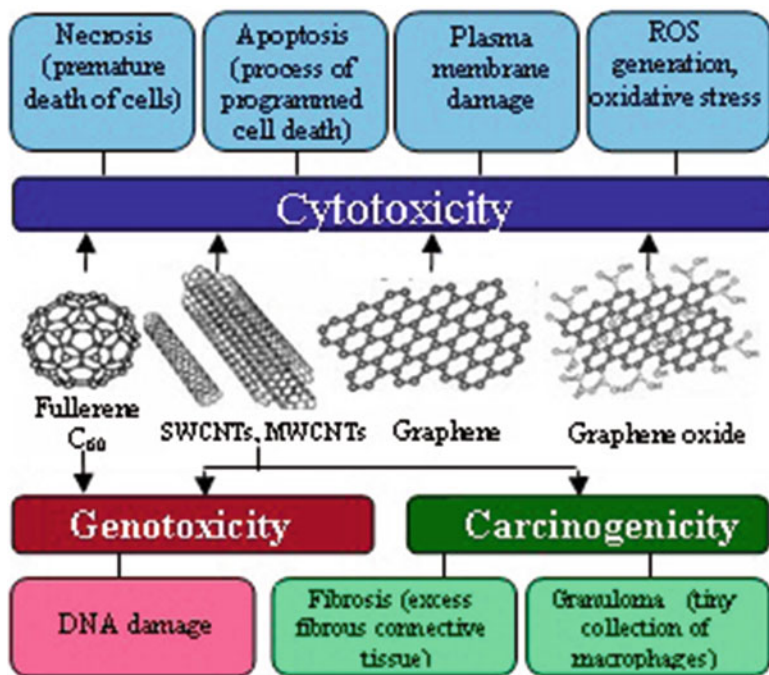 Necrosis
(premature
death of cells)
Apoptosis
(process of
programmed
cell death)
Plasma
membrane
damage
ROS
generation,
oxidative stress
Cytotoxicity
Fullerene
C₆₀
SWCNTs, MWCNTs
Graphene
Graphene oxide
Genotoxicity
Carcinogenicity
DNA damage
Fibrosis (excess
fibrous connective
tissue)
Granuloma (tiny
collection of
macrophages)